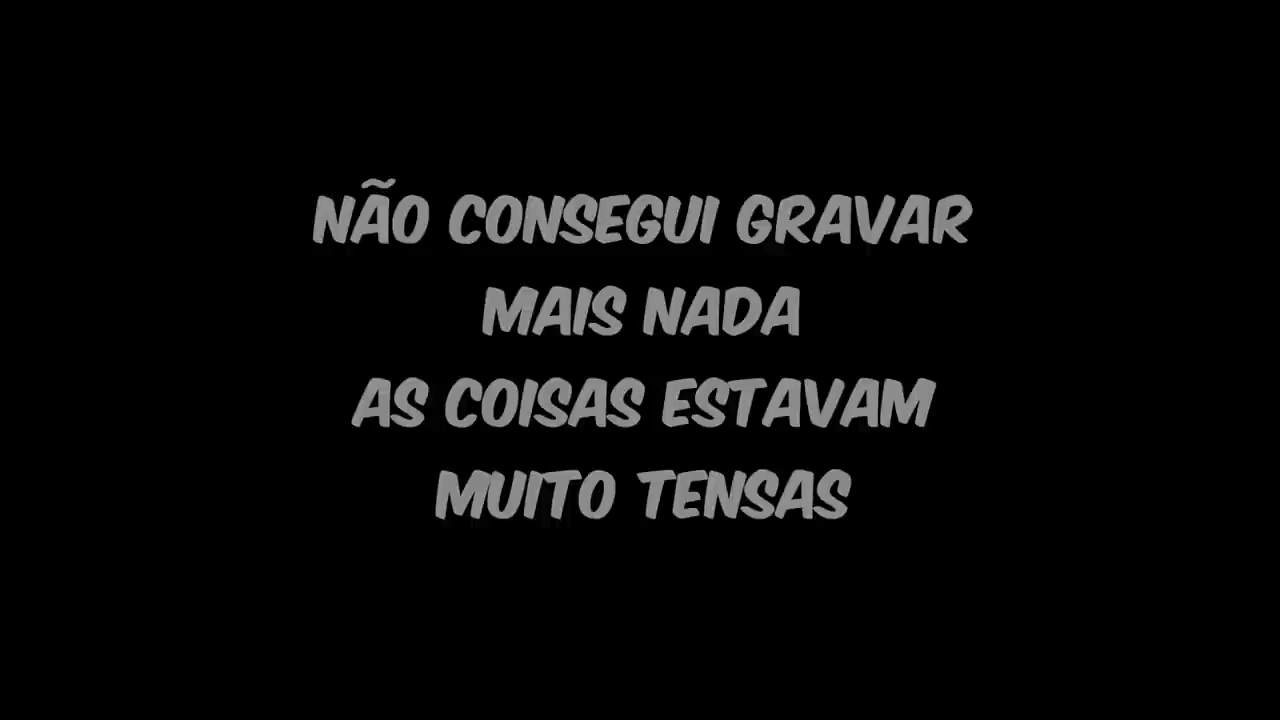 NÃO CONSEGUI GRAVAR
MAIS NADA
AS COISAS ESTAVAM
MUITO TENSAS